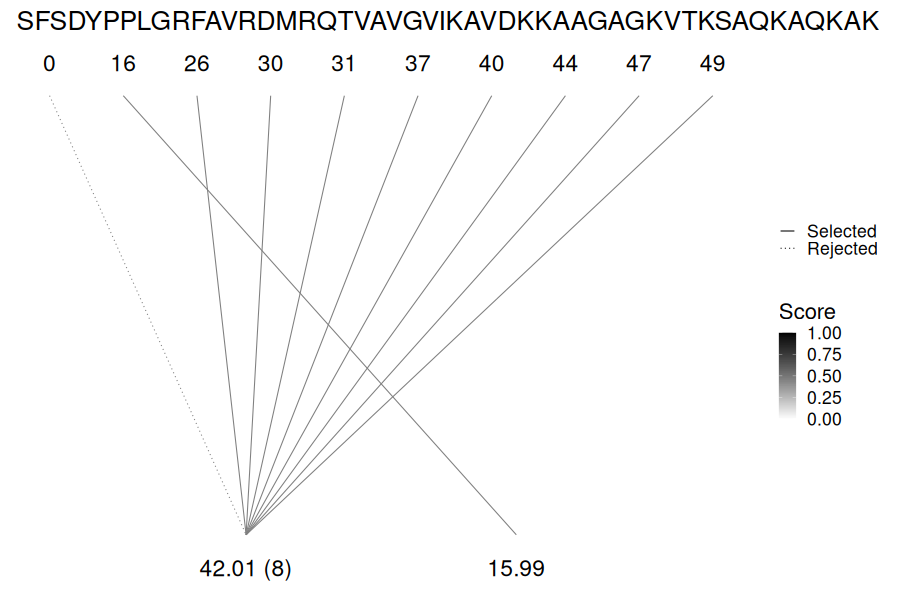 SFSDYPPLGRFAVRDMRQTVAVGVIKAVDKKAAGAGKVTKSAQKAQKAK
0 16 26 30 31 37 40 44 47 49
Selected
Rejected
Score
1.00
0.75
0.50
0.25
0.00
42.01 (8) 15.99